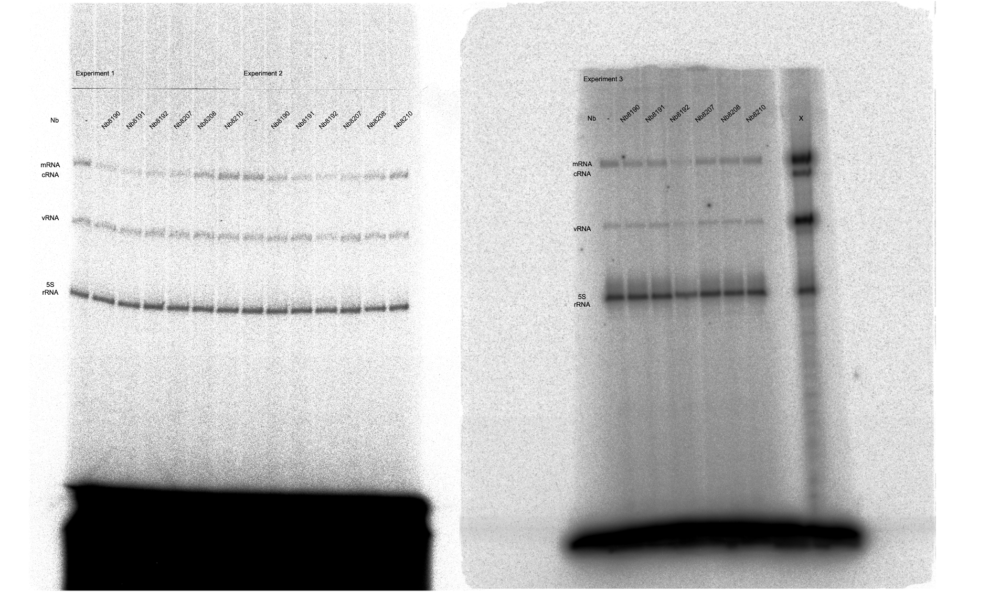 Experiment 1
Experiment 2
Nb - Nb8190 Nb8191 Nb8192 Nb8207 Nb8208 Nb8210 - Nb8190 Nb8191 Nb8192 Nb8207 Nb8208 Nb8210
mRNA
cRNA
vRNA
5S
rRNA
Experiment 3
Nb - Nb8190 Nb8191 Nb8192 Nb8207 Nb8208 Nb8210 X
mRNA
cRNA
vRNA
5S
rRNA